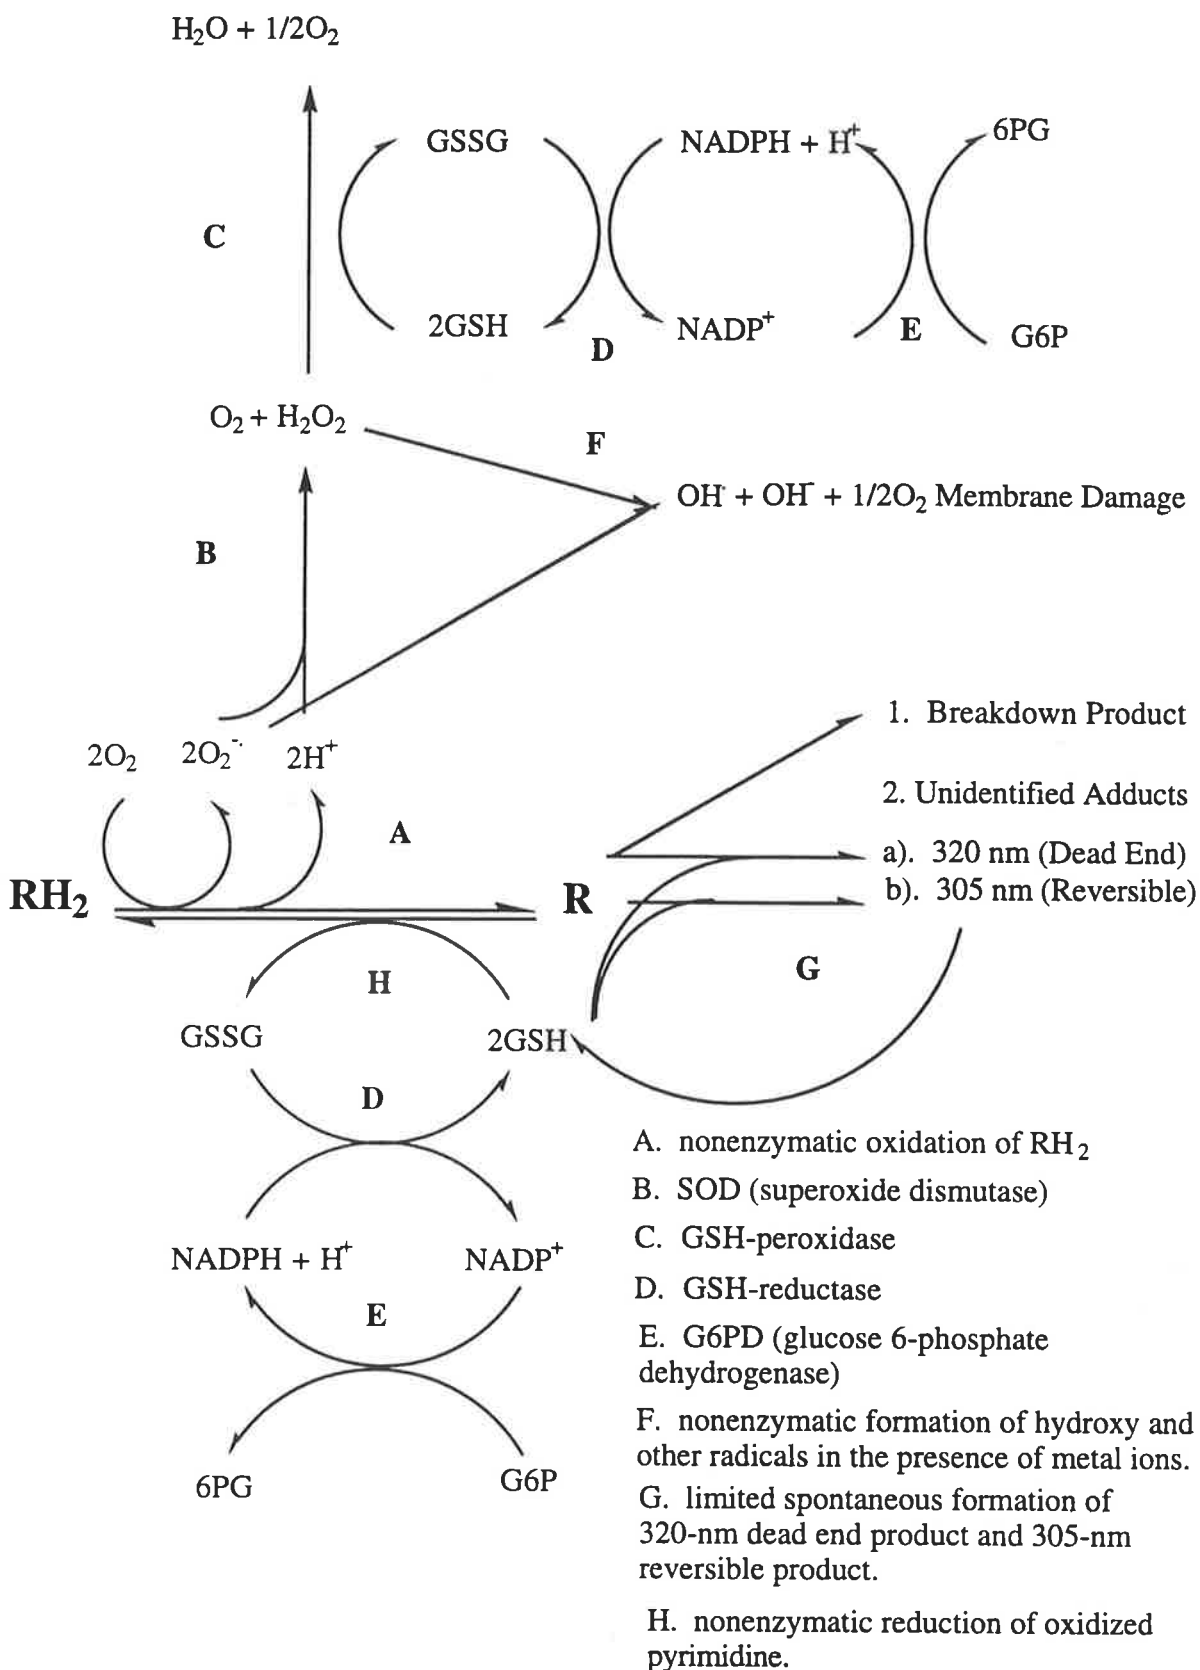 H₂O + 1/2O₂
GSSG
NADPH + H⁺
6PG
C
2GSH
D
NADP⁺
E
G6P
O₂ + H₂O₂
F
OH· + OH⁻ + 1/2O₂ Membrane Damage
B
1. Breakdown Product
2O₂
2O₂⁻·
2H⁺
2. Unidentified Adducts
A
a). 320 nm (Dead End)
RH₂
R
b). 305 nm (Reversible)
G
H
GSSG
2GSH
D
NADPH + H⁺
NADP⁺
E
6PG
G6P
A. nonenzymatic oxidation of RH₂
B. SOD (superoxide dismutase)
C. GSH-peroxidase
D. GSH-reductase
E. G6PD (glucose 6-phosphate
dehydrogenase)
F. nonenzymatic formation of hydroxy and
other radicals in the presence of metal ions.
G. limited spontaneous formation of
320-nm dead end product and 305-nm
reversible product.
H. nonenzymatic reduction of oxidized
pyrimidine.